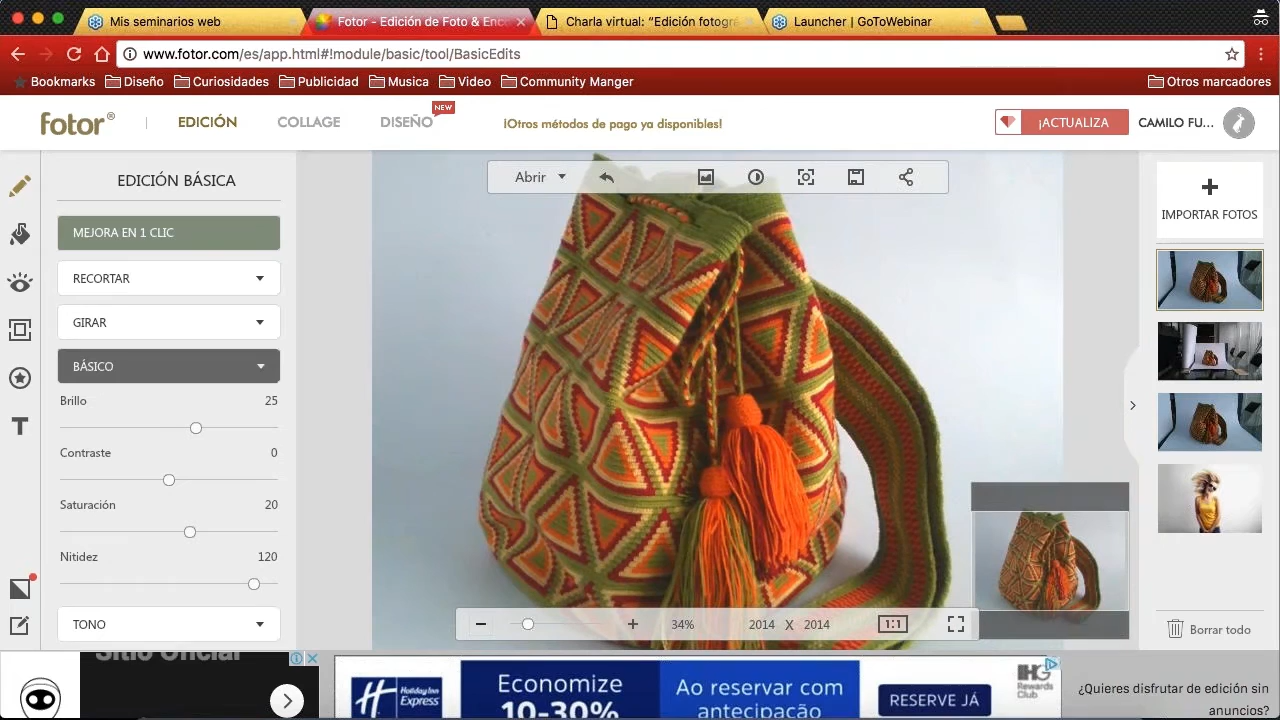 Mis seminarios web
Fotor - Edición de Foto & Enco
Charla virtual: "Edición fotogr
Launcher | GoToWebinar
www.fotor.com/es/app.html#!module/basic/tool/BasicEdits
Bookmarks
Diseño
Curiosidades
Publicidad
Musica
Video
Community Manger
Otros marcadores
fotor®
EDICIÓN
COLLAGE
DISEÑO
NEW
¡Otros métodos de pago ya disponibles!
¡ACTUALIZA
CAMILO FU...
EDICIÓN BÁSICA
MEJORA EN 1 CLIC
RECORTAR
GIRAR
BÁSICO
Brillo 25
Contraste 0
Saturación 20
Nitidez 120
TONO
Abrir
IMPORTAR FOTOS
34%
2014 X 2014
1:1
Borrar todo
Sitio Oficial
Holiday Inn
Express
Economize
10-30%
Ao reservar com
antecipação
RESERVE JÁ
IHG
Rewards
Club
disfrutar de edición sin
anuncios?